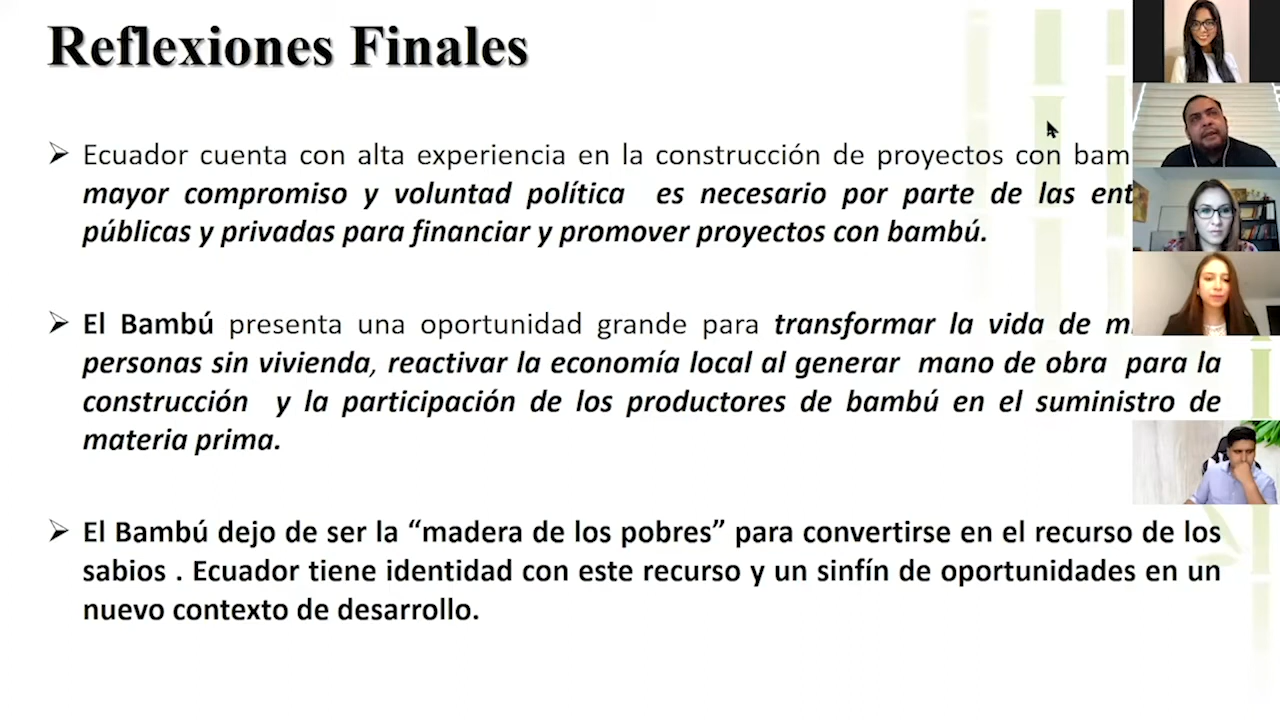 Reflexiones Finales
➢ Ecuador cuenta con alta experiencia en la construcción de proyectos con
mayor compromiso y voluntad política es necesario por parte de las
públicas y privadas para financiar y promover proyectos con bambú.
➢ El Bambú presenta una oportunidad grande para transformar la vida de
personas sin vivienda, reactivar la economía local al generar mano de obra para la
construcción y la participación de los productores de bambú en el suministro de
materia prima.
➢ El Bambú dejo de ser la “madera de los pobres” para convertirse en el recurso de los
sabios . Ecuador tiene identidad con este recurso y un sinfín de oportunidades en un
nuevo contexto de desarrollo.